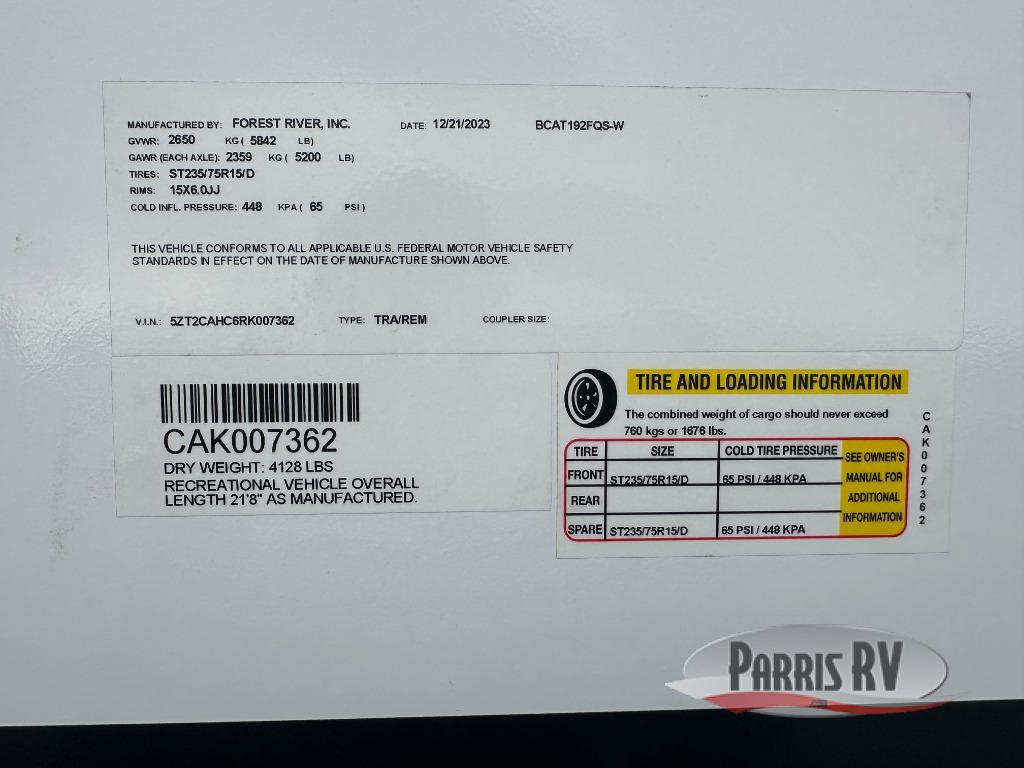 MANUFACTURED BY: FOREST RIVER, INC. DATE: 12/21/2023 BCAT192FQS-W
GVWR: 2650 KG ( 5842 LB)
GAWR (EACH AXLE): 2359 KG ( 5200 LB)
TIRES: ST235/75R15/D
RIMS: 15X6.0JJ
COLD INFL. PRESSURE: 448 KPA ( 65 PSI )
THIS VEHICLE CONFORMS TO ALL APPLICABLE U.S. FEDERAL MOTOR VEHICLE SAFETY
STANDARDS IN EFFECT ON THE DATE OF MANUFACTURE SHOWN ABOVE.
V.I.N.: 5ZT2CAHC6RK007362 TYPE: TRA/REM COUPLER SIZE:
CAK007362
DRY WEIGHT: 4128 LBS
RECREATIONAL VEHICLE OVERALL
LENGTH 21'8" AS MANUFACTURED.
TIRE AND LOADING INFORMATION
The combined weight of cargo should never exceed
760 kgs or 1676 lbs.
TIRE SIZE COLD TIRE PRESSURE
FRONT ST235/75R15/D 65 PSI / 448 KPA
REAR
SPARE ST235/75R15/D 65 PSI / 448 KPA
SEE OWNER'S
MANUAL FOR
ADDITIONAL
INFORMATION
CAK007362
PARRIS RV
.com